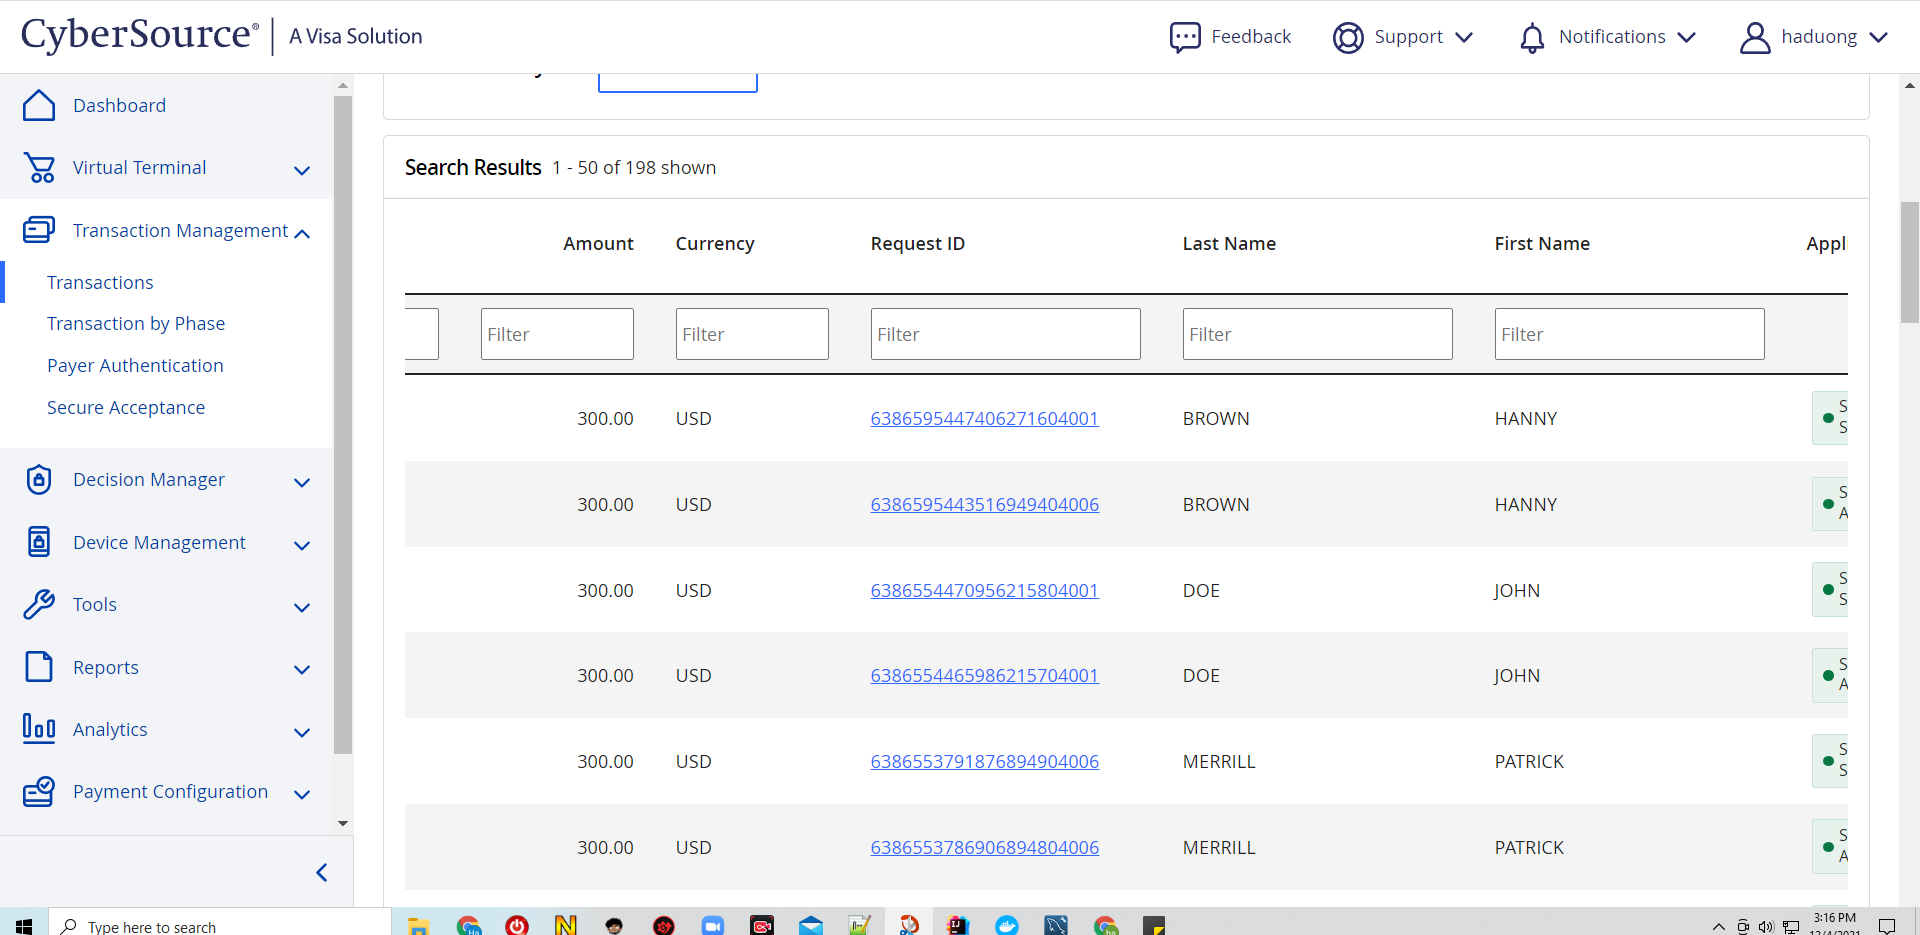 CyberSource® A Visa Solution
Feedback
Support
Notifications
haduong
Dashboard
Virtual Terminal
Transaction Management
Transactions
Transaction by Phase
Payer Authentication
Secure Acceptance
Decision Manager
Device Management
Tools
Reports
Analytics
Payment Configuration
Search Results 1 - 50 of 198 shown
Amount Currency Request ID Last Name First Name Appl
Filter Filter Filter Filter Filter
300.00 USD 6386595447406271604001 BROWN HANNY S
S
300.00 USD 6386595443516949404006 BROWN HANNY S
A
300.00 USD 6386554470956215804001 DOE JOHN S
S
300.00 USD 6386554465986215704001 DOE JOHN S
A
300.00 USD 6386553791876894904006 MERRILL PATRICK S
S
300.00 USD 6386553786906894804006 MERRILL PATRICK S
A
Type here to search
3:16 PM